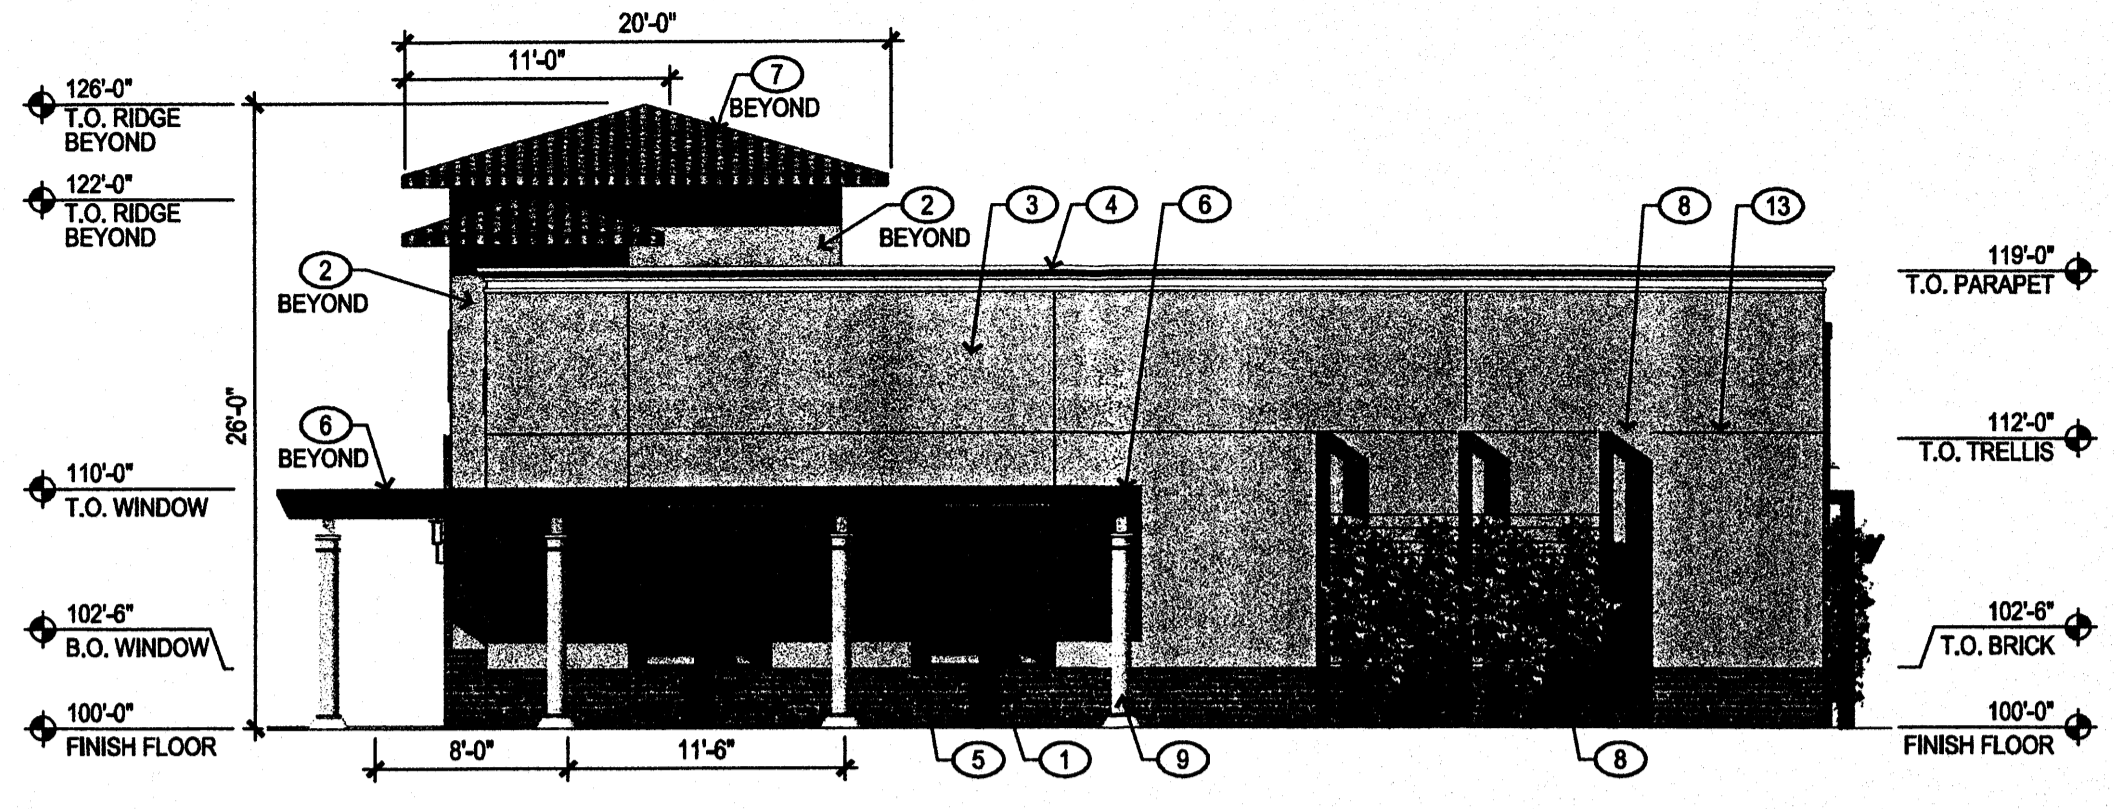 20'-0"
11'-0"
7
BEYOND
126'-0"
T.O. RIDGE
BEYOND
122'-0"
T.O. RIDGE
BEYOND
2
BEYOND
3
4
6
8
13
2
BEYOND
119'-0"
T.O. PARAPET
26'-0"
6
BEYOND
112'-0"
T.O. TRELLIS
110'-0"
T.O. WINDOW
102'-6"
B.O. WINDOW
102'-6"
T.O. BRICK
100'-0"
FINISH FLOOR
100'-0"
FINISH FLOOR
8'-0"
11'-6"
5
1
9
8